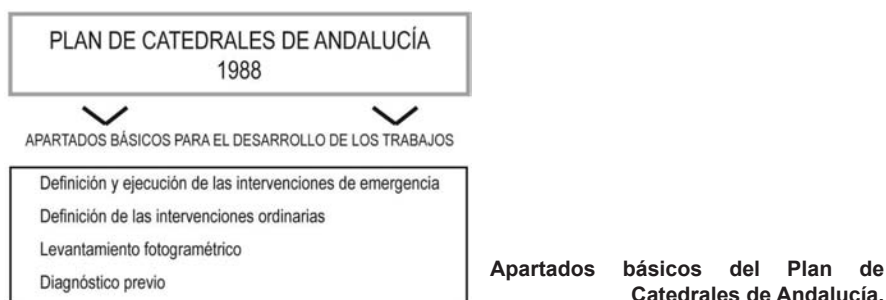 PLAN DE CATEDRALES DE ANDALUCÍA
1988
APARTADOS BÁSICOS PARA EL DESARROLLO DE LOS TRABAJOS
Definición y ejecución de las intervenciones de emergencia
Definición de las intervenciones ordinarias
Levantamiento fotogramétrico
Diagnóstico previo
Apartados básicos del Plan de
Catedrales de Andalucía.